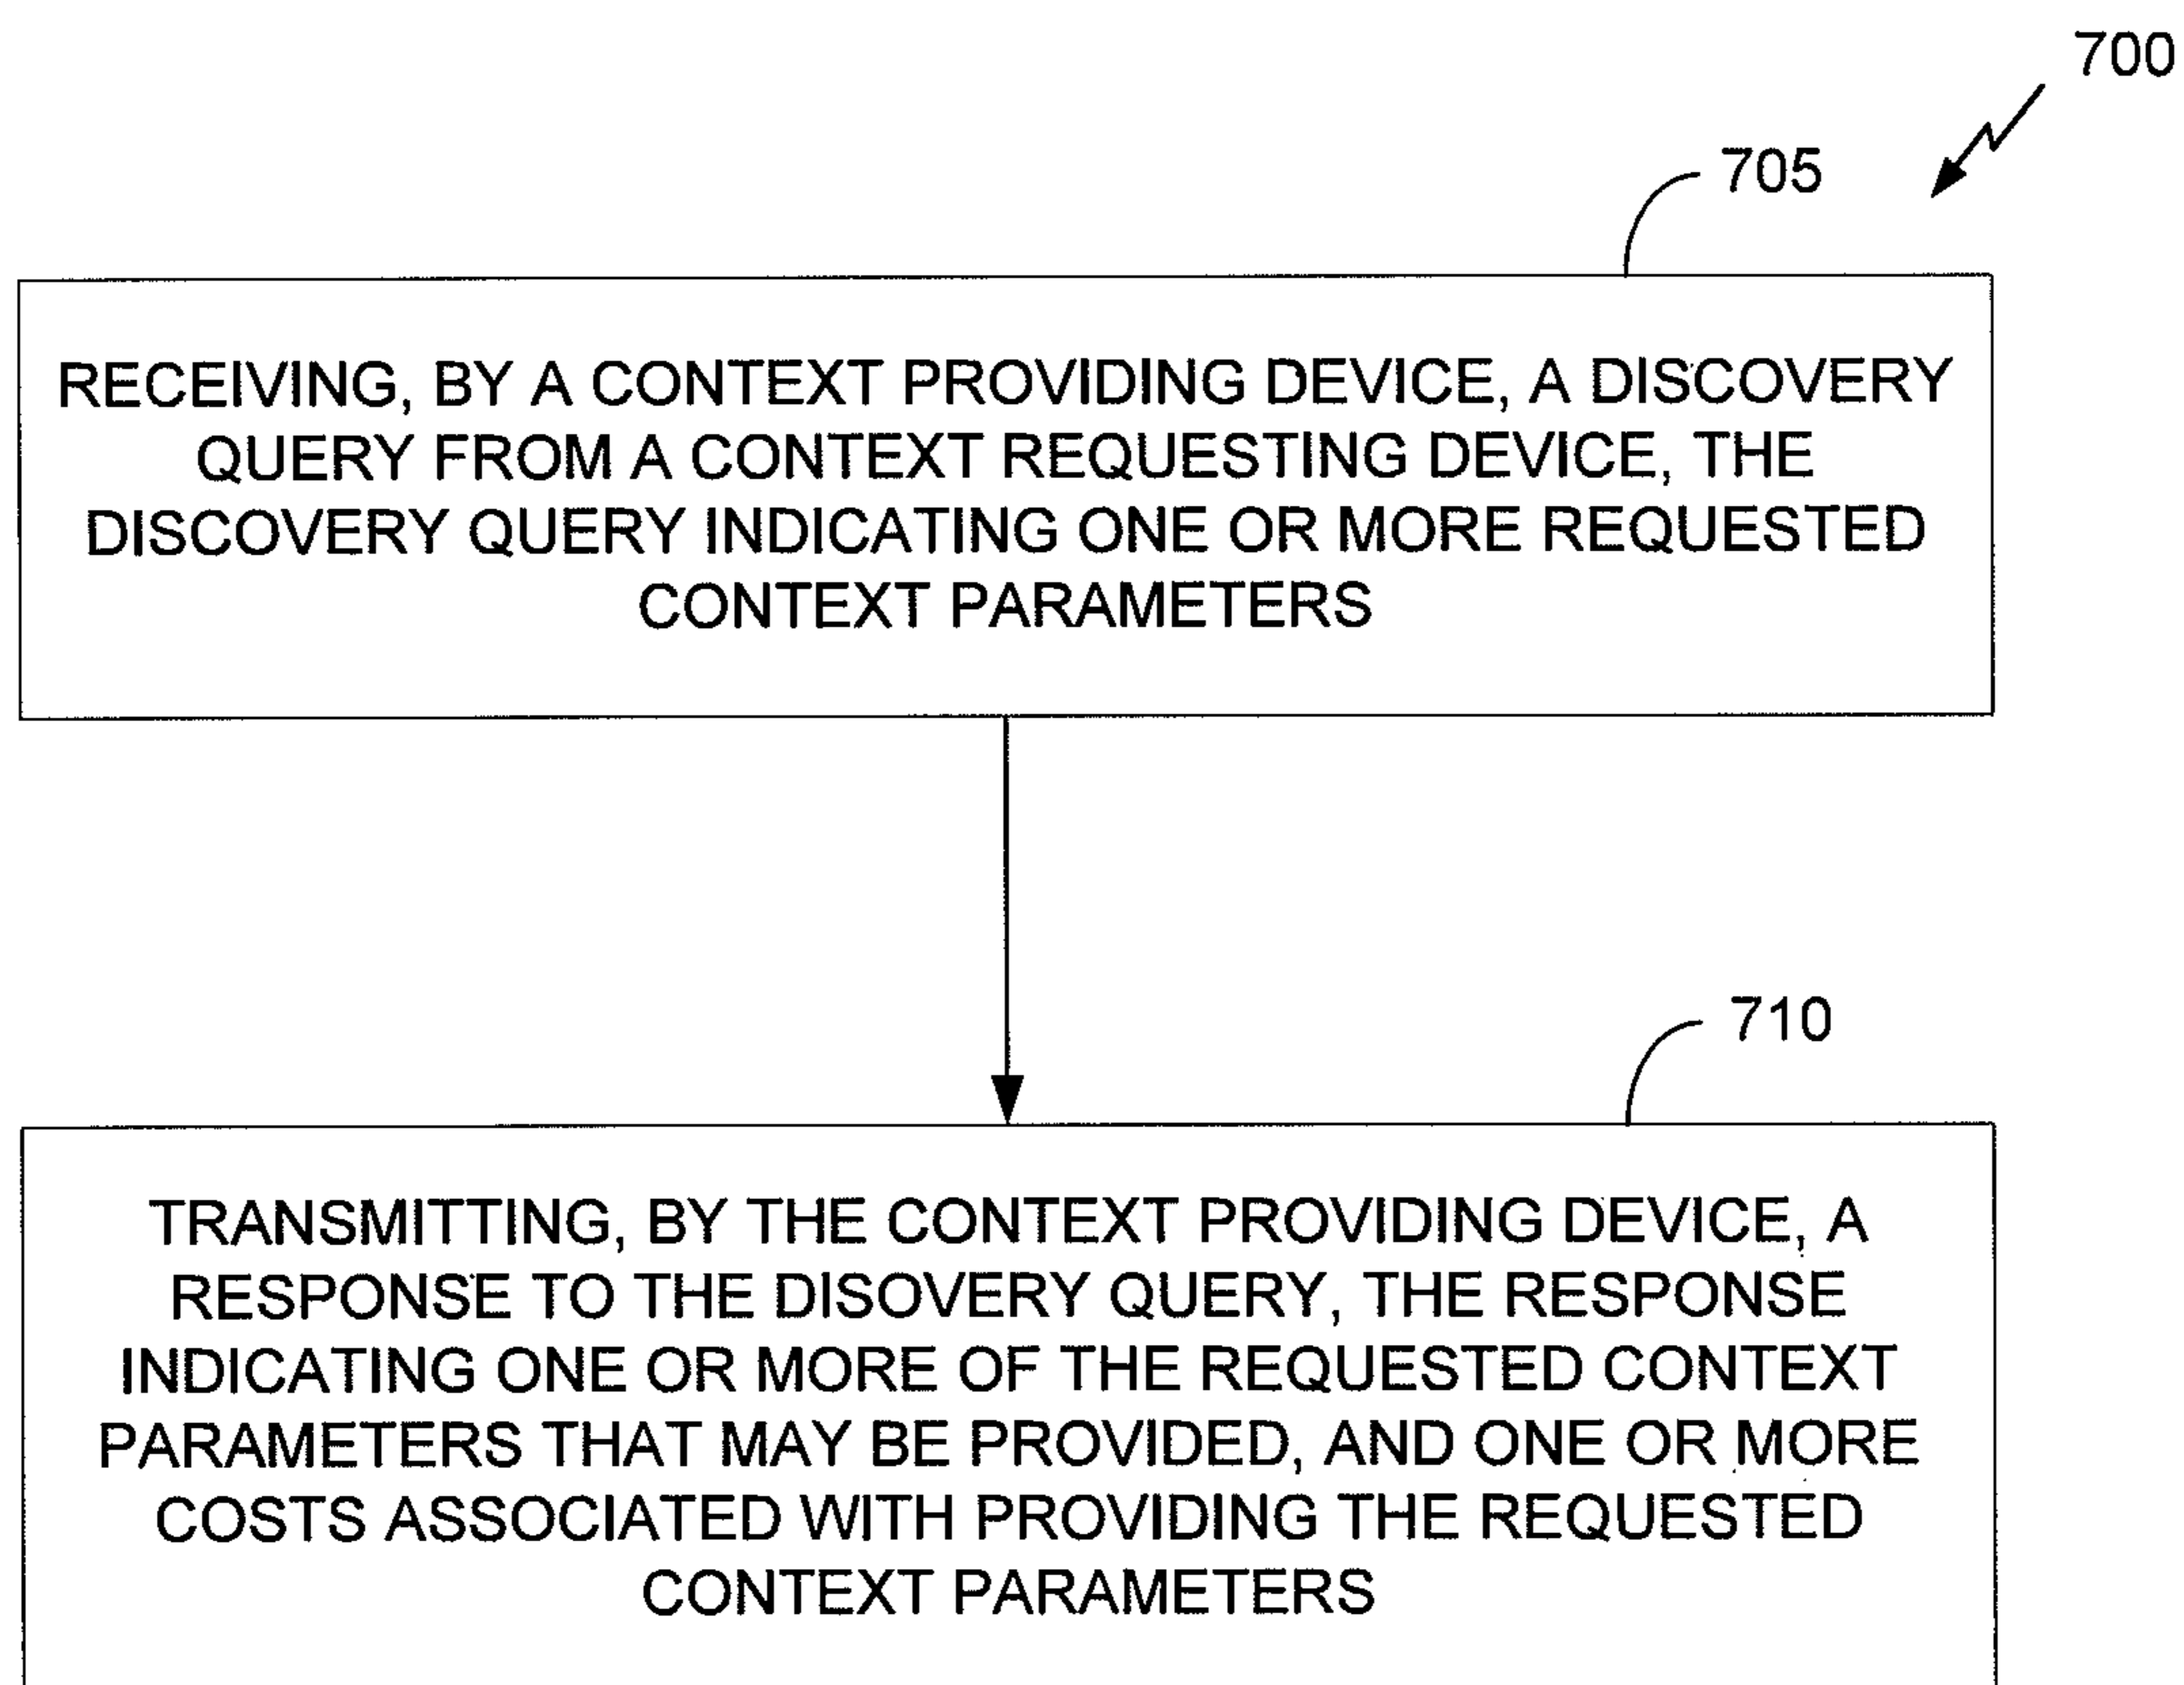 700
705
RECEIVING, BY A CONTEXT PROVIDING DEVICE, A DISCOVERY
QUERY FROM A CONTEXT REQUESTING DEVICE, THE
DISCOVERY QUERY INDICATING ONE OR MORE REQUESTED
CONTEXT PARAMETERS
710
TRANSMITTING, BY THE CONTEXT PROVIDING DEVICE, A
RESPONSE TO THE DISOVERY QUERY, THE RESPONSE
INDICATING ONE OR MORE OF THE REQUESTED CONTEXT
PARAMETERS THAT MAY BE PROVIDED, AND ONE OR MORE
COSTS ASSOCIATED WITH PROVIDING THE REQUESTED
CONTEXT PARAMETERS